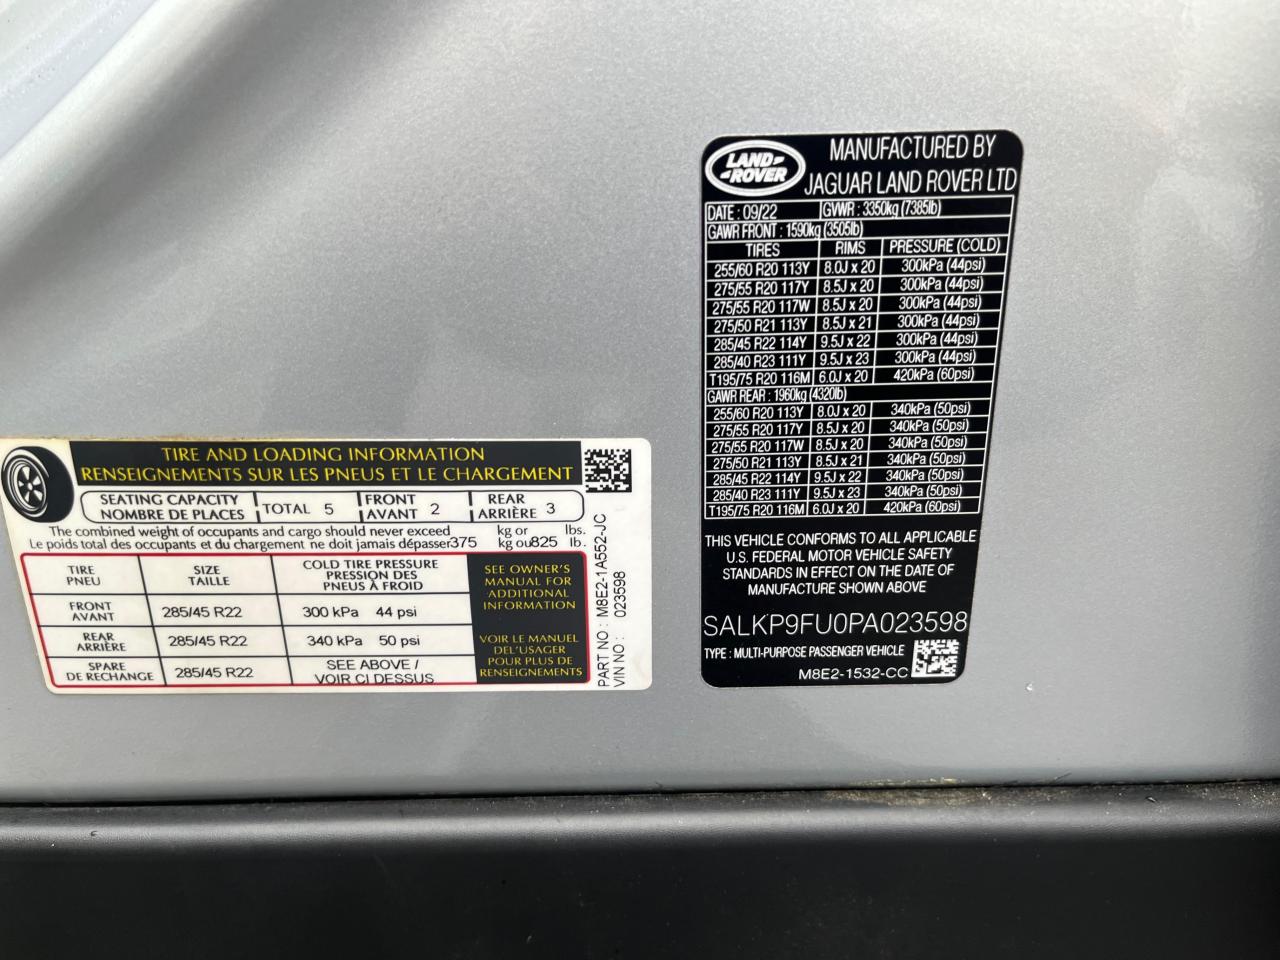 TIRE AND LOADING INFORMATION
RENSEIGNEMENTS SUR LES PNEUS ET LE CHARGEMENT
SEATING CAPACITY
NOMBRE DE PLACES
TOTAL 5
FRONT
AVANT 2
REAR
ARRIÈRE 3
The combined weight of occupants and cargo should never exceed kg or lbs.
Le poids total des occupants et du chargement ne doit jamais dépasser 375 kg ou 825 lb.
TIRE
PNEU
SIZE
TAILLE
COLD TIRE PRESSURE
PRESSION DES
PNEUS À FROID
FRONT
AVANT
285/45 R22
300 kPa 44 psi
REAR
ARRIÈRE
285/45 R22
340 kPa 50 psi
SPARE
DE RECHANGE
285/45 R22
SEE ABOVE /
VOIR CI DESSUS
SEE OWNER'S
MANUAL FOR
ADDITIONAL
INFORMATION
VOIR LE MANUEL
DEL'USAGER
POUR PLUS DE
RENSEIGNEMENTS
PART NO : M8E2-1A552-JC
VIN NO : 023598
LAND
ROVER
MANUFACTURED BY
JAGUAR LAND ROVER LTD
DATE : 09/22 GVWR : 3350kg (7385lb)
GAWR FRONT : 1590kg (3505lb)
TIRES RIMS PRESSURE (COLD)
255/60 R20 113Y 8.0J x 20 300kPa (44psi)
275/55 R20 117Y 8.5J x 20 300kPa (44psi)
275/55 R20 117W 8.5J x 20 300kPa (44psi)
275/50 R21 113Y 8.5J x 21 300kPa (44psi)
285/45 R22 114Y 9.5J x 22 300kPa (44psi)
285/40 R23 111Y 9.5J x 23 300kPa (44psi)
T195/75 R20 116M 6.0J x 20 420kPa (60psi)
GAWR REAR : 1960kg (4320lb)
255/60 R20 113Y 8.0J x 20 340kPa (50psi)
275/55 R20 117Y 8.5J x 20 340kPa (50psi)
275/55 R20 117W 8.5J x 20 340kPa (50psi)
275/50 R21 113Y 8.5J x 21 340kPa (50psi)
285/45 R22 114Y 9.5J x 22 340kPa (50psi)
285/40 R23 111Y 9.5J x 23 340kPa (50psi)
T195/75 R20 116M 6.0J x 20 420kPa (60psi)
THIS VEHICLE CONFORMS TO ALL APPLICABLE
U.S. FEDERAL MOTOR VEHICLE SAFETY
STANDARDS IN EFFECT ON THE DATE OF
MANUFACTURE SHOWN ABOVE
SALKP9FU0PA023598
TYPE : MULTI-PURPOSE PASSENGER VEHICLE
M8E2-1532-CC